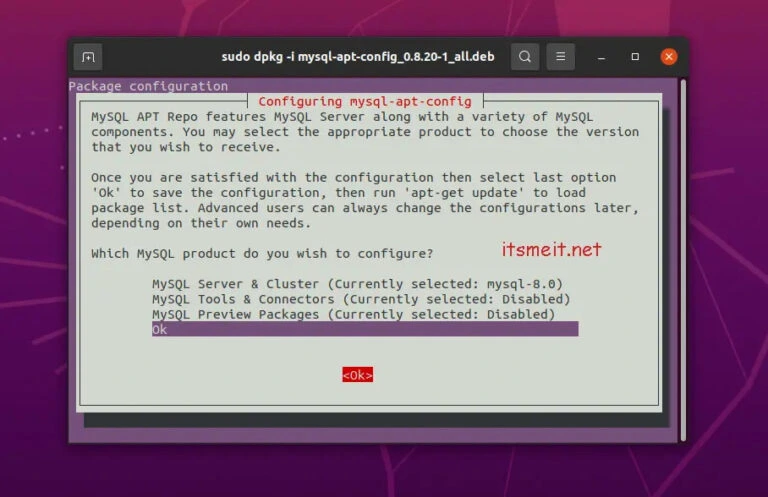 sudo dpkg -i mysql-apt-config_0.8.20-1_all.deb
Package configuration
Configuring mysql-apt-config
MySQL APT Repo features MySQL Server along with a variety of MySQL
components. You may select the appropriate product to choose the version
that you wish to receive.
Once you are satisfied with the configuration then select last option
'Ok' to save the configuration, then run 'apt-get update' to load
package list. Advanced users can always change the configurations later,
depending on their own needs.
Which MySQL product do you wish to configure?
itsmeit.net
MySQL Server & Cluster (Currently selected: mysql-8.0)
MySQL Tools & Connectors (Currently selected: Disabled)
MySQL Preview Packages (Currently selected: Disabled)
Ok
<Ok>